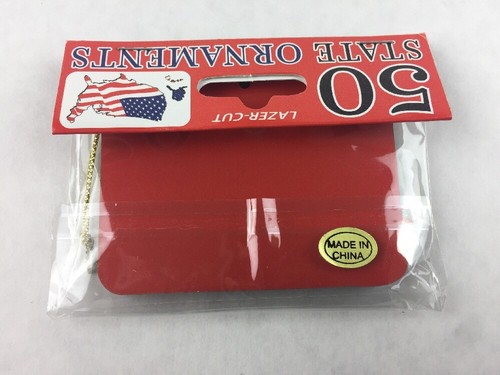 50
STATE
ORNAMENTS
LAZER-CUT
MADE IN
CHINA